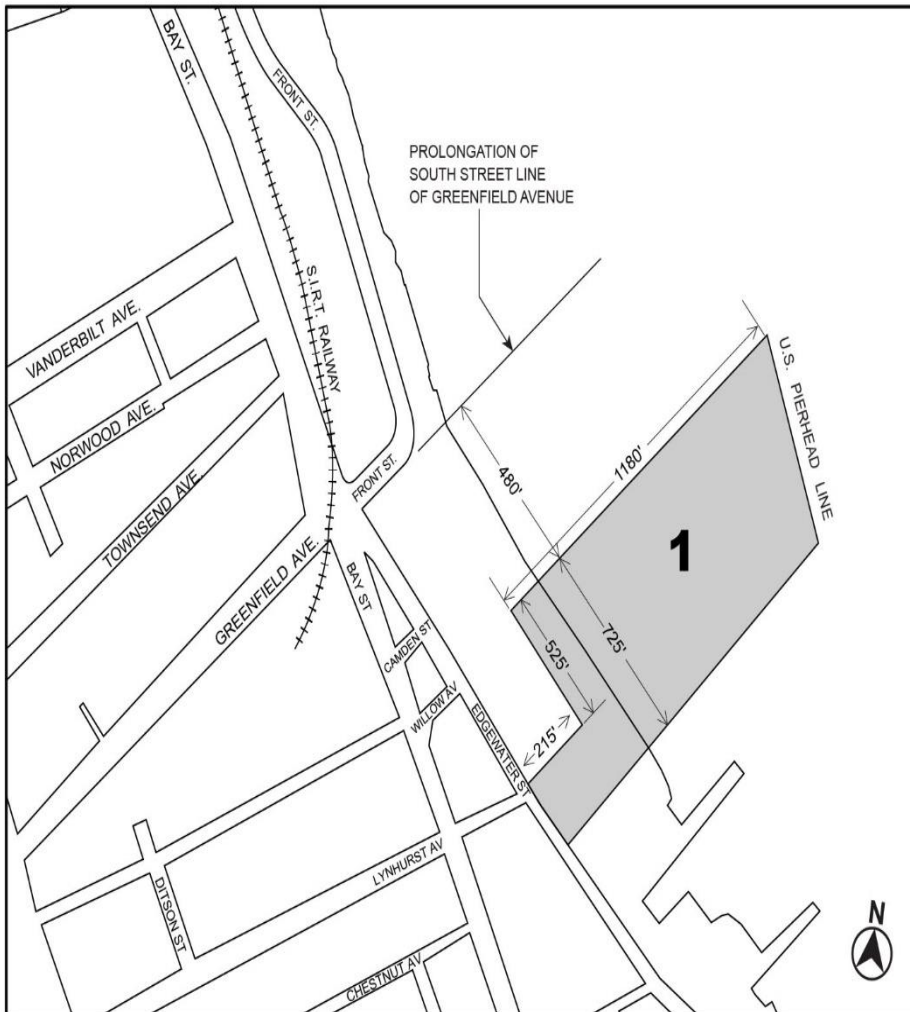 BAY ST.
FRONT ST.
PROLONGATION OF
SOUTH STREET LINE
OF GREENFIELD AVENUE
S.I.R.T. RAILWAY
VANDERBILT AVE.
NORWOOD AVE.
TOWNSEND AVE.
GREENFIELD AVE.
FRONT ST.
U.S. PIERHEAD LINE
1180'
480'
1
725'
525'
215'
BAY ST
CAMDEN ST
WILLOW AV
EDGEWATER ST
LYNHURST AV
DITSON ST
CHESTNUT AV
N